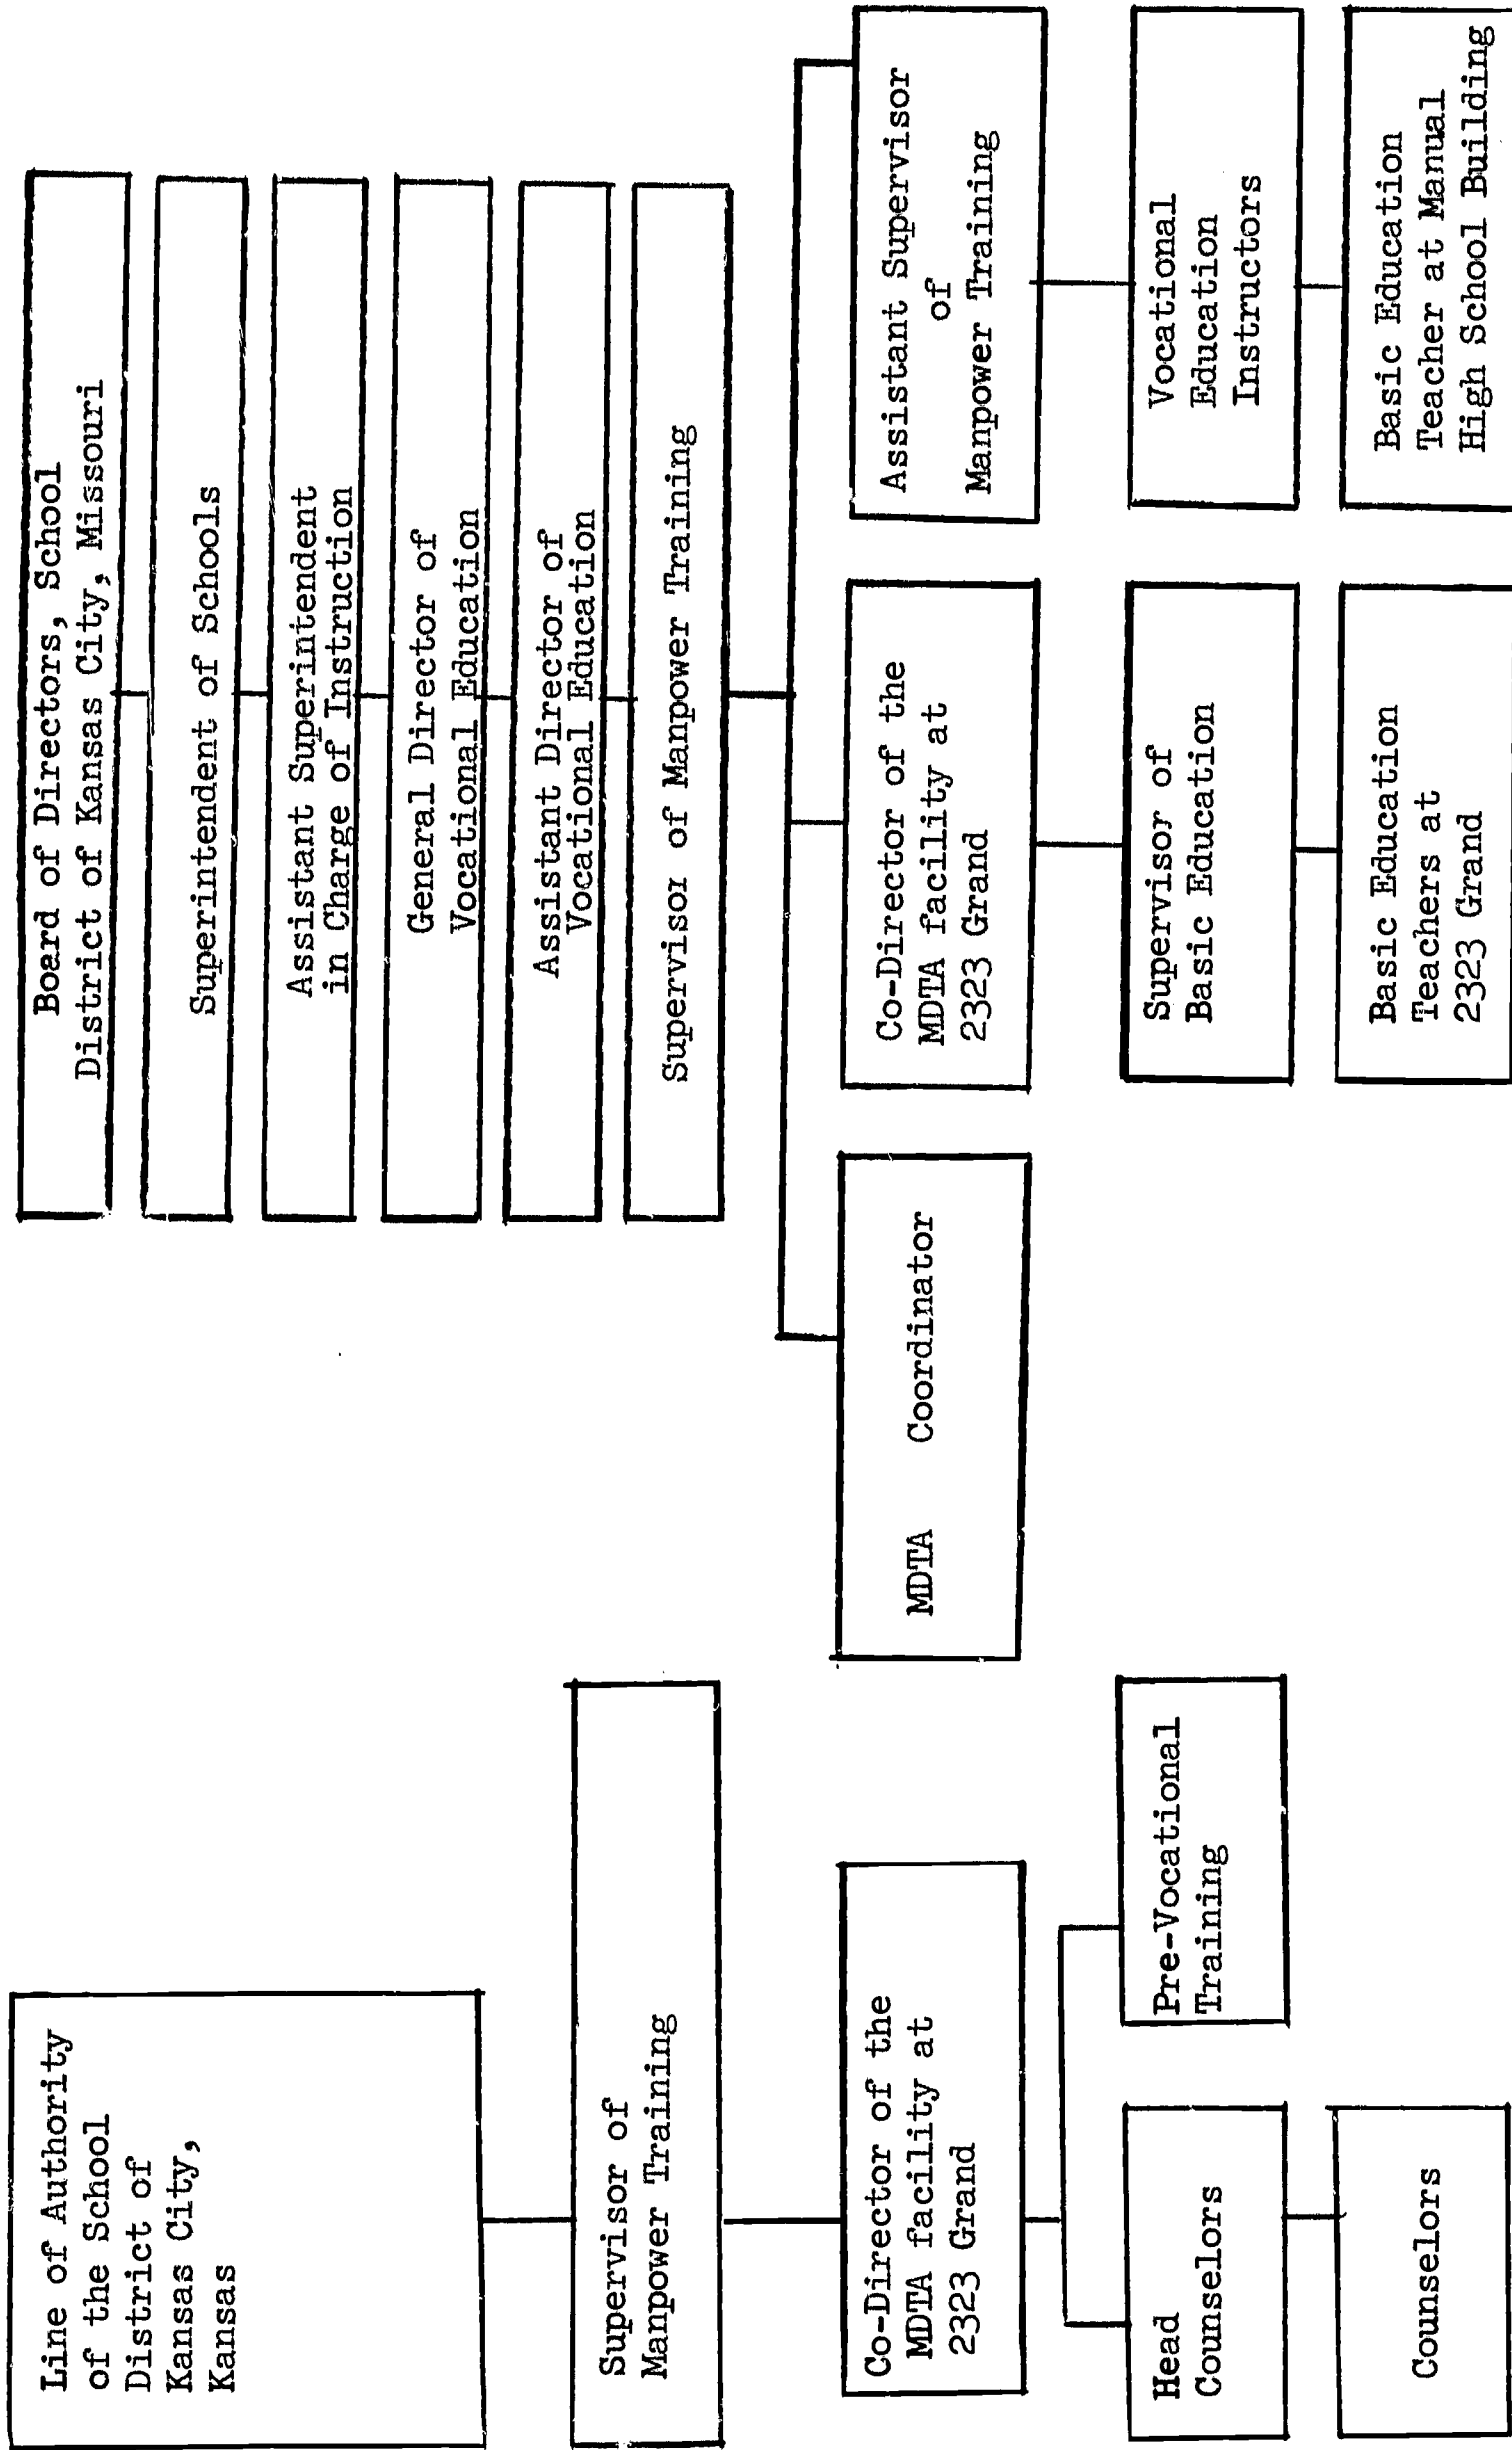 Line of Authority
of the School
District of
Kansas City,
Kansas
Supervisor of
Manpower Training
Co-Director of the
MDTA facility at
2323 Grand
Head
Counselors
Pre-Vocational
Training
Counselors
Board of Directors, School
District of Kansas City, Missouri
Superintendent of Schools
Assistant Superintendent
in Charge of Instruction
General Director of
Vocational Education
Assistant Director of
Vocational Education
Supervisor of Manpower Training
MDTA Coordinator
Co-Director of the
MDTA facility at
2323 Grand
Supervisor of
Basic Education
Basic Education
Teachers at
2323 Grand
Assistant Supervisor
of
Manpower Training
Vocational
Education
Instructors
Basic Education
Teacher at Manual
High School Building